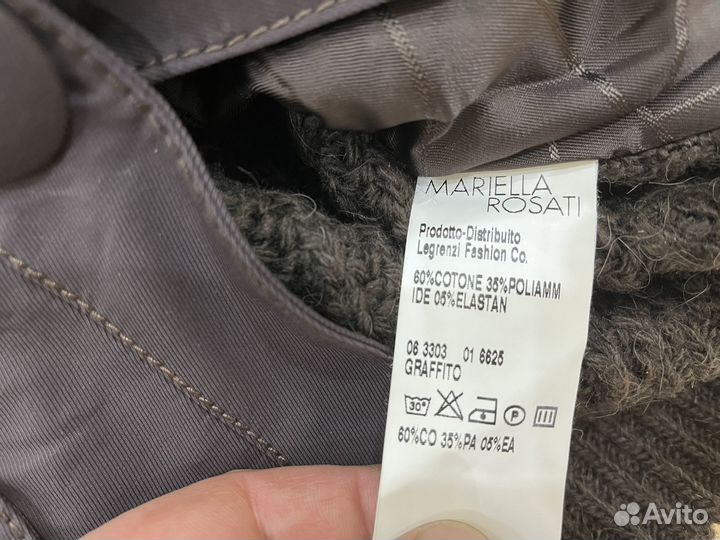 MARIELLA
ROSATI
Prodotto-Distribuito
Legrenzi Fashion Co.
60%COTONE 35%POLIAMM
IDE 05%ELASTAN
06 3303 01 6625
GRAFFITO
30° P
60%CO 35%PA 05%EA
Avito